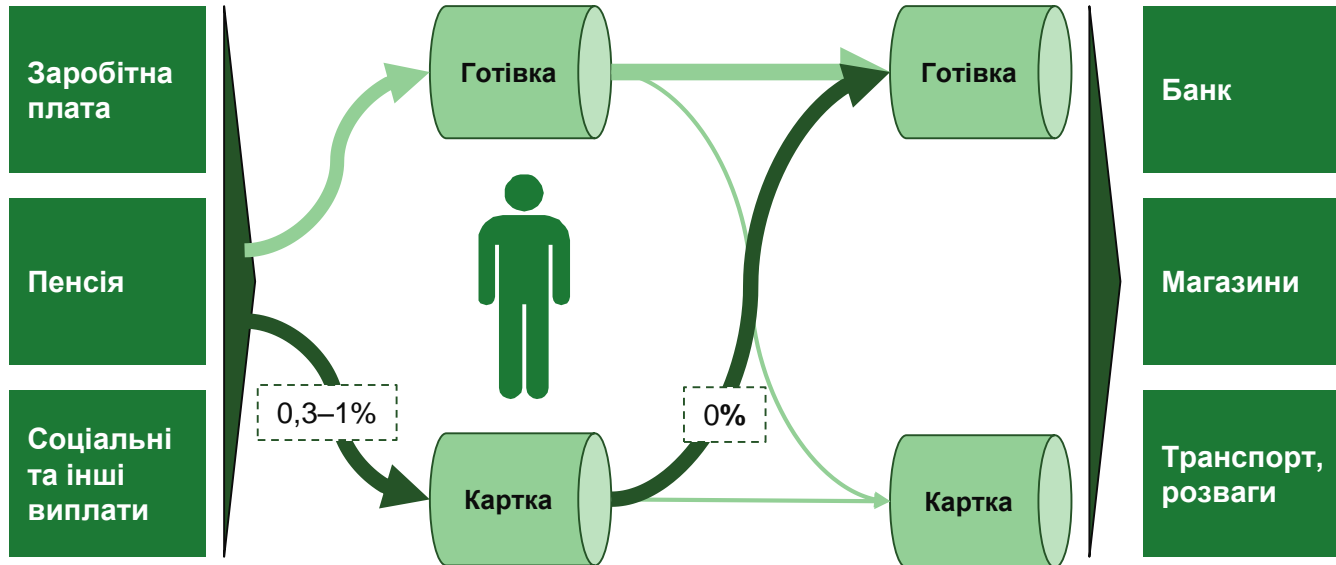 Заробітна
плата
Пенсія
Соціальні
та інші
виплати
Готівка
0,3–1%
Картка
0%
Готівка
Картка
Банк
Магазини
Транспорт,
розваги